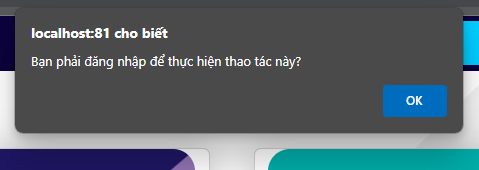 localhost:81 cho biết
Bạn phải đăng nhập để thực hiện thao tác này?
OK